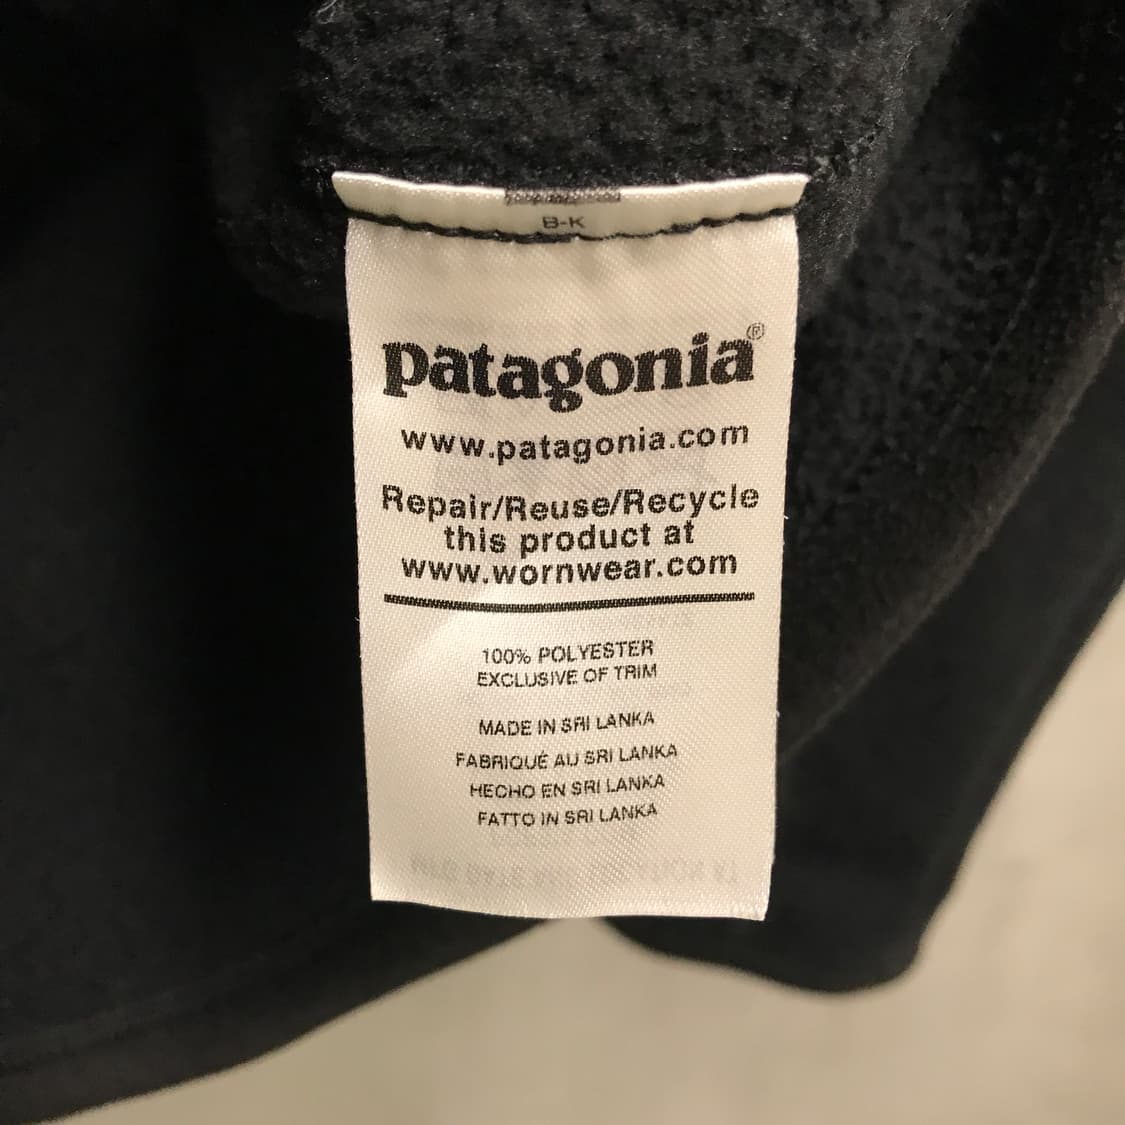 B-K
patagonia®
www.patagonia.com
Repair/Reuse/Recycle
this product at
www.wornwear.com
100% POLYESTER
EXCLUSIVE OF TRIM
MADE IN SRI LANKA
FABRIQUÉ AU SRI LANKA
HECHO EN SRI LANKA
FATTO IN SRI LANKA